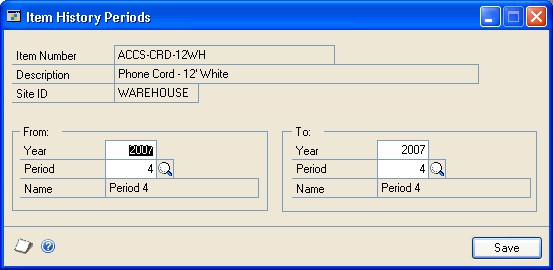 Item History Periods
Item Number ACCS-CRD-12WH
Description Phone Cord - 12' White
Site ID WAREHOUSE
From:
Year 2007
Period 4
Name Period 4
To:
Year 2007
Period 4
Name Period 4
Save